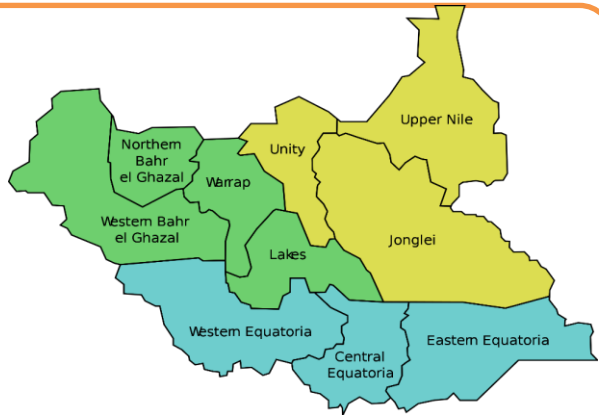 Upper Nile
Northern
Bahr
el Ghazal
Unity
Warrap
Western Bahr
el Ghazal
Jonglei
Lakes
Western Equatoria
Eastern Equatoria
Central
Equatoria